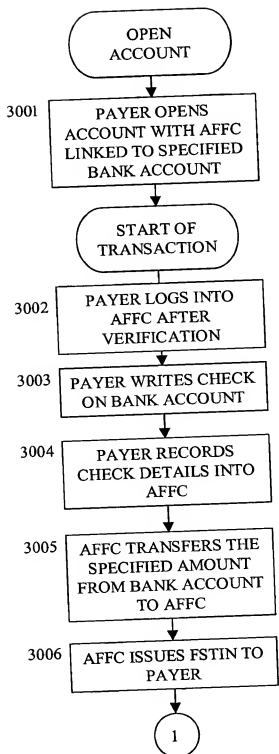 OPEN
ACCOUNT
3001
PAYER OPENS
ACCOUNT WITH AFFC
LINKED TO SPECIFIED
BANK ACCOUNT
START OF
TRANSACTION
3002
PAYER LOGS INTO
AFFC AFTER
VERIFICATION
3003
PAYER WRITES CHECK
ON BANK ACCOUNT
3004
PAYER RECORDS
CHECK DETAILS INTO
AFFC
3005
AFFC TRANSFERS THE
SPECIFIED AMOUNT
FROM BANK ACCOUNT
TO AFFC
3006
AFFC ISSUES FSTIN TO
PAYER
1